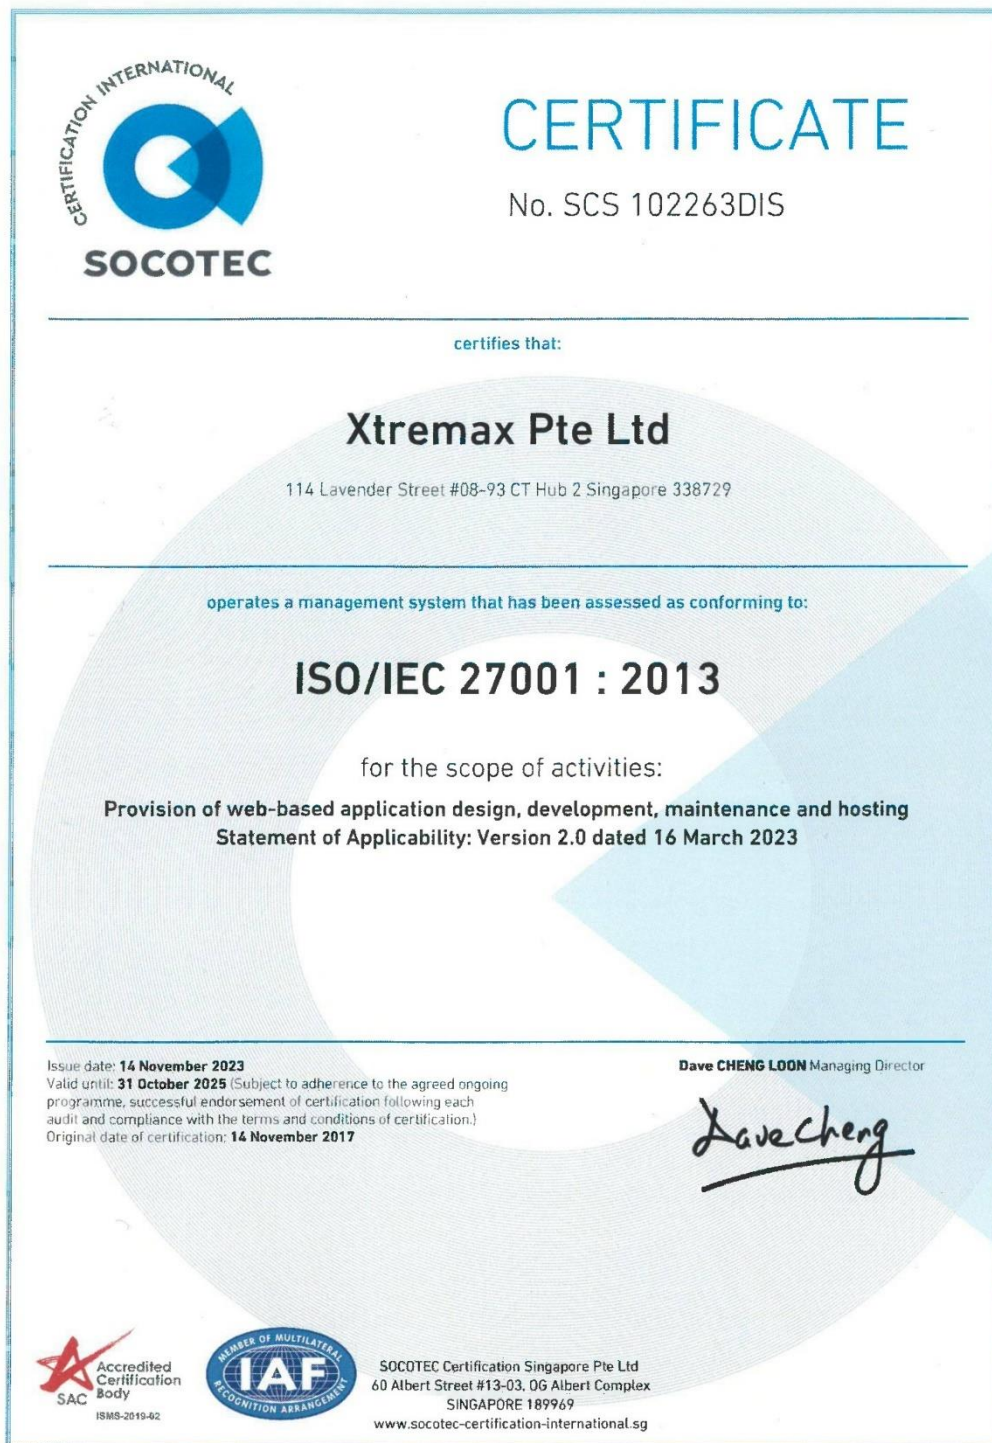 CERTIFICATION INTERNATIONAL
SOCOTEC
CERTIFICATE
No. SCS 102263DIS
certifies that:
Xtremax Pte Ltd
114 Lavender Street #08-93 CT Hub 2 Singapore 338729
operates a management system that has been assessed as conforming to:
ISO/IEC 27001 : 2013
for the scope of activities:
Provision of web-based application design, development, maintenance and hosting
Statement of Applicability: Version 2.0 dated 16 March 2023
Issue date: 14 November 2023
Valid until: 31 October 2025 (Subject to adherence to the agreed ongoing
programme, successful endorsement of certification following each
audit and compliance with the terms and conditions of certification.)
Original date of certification: 14 November 2017
Dave CHENG LOON Managing Director
Dave Cheng
SAC
Accredited
Certification
Body
ISMS-2019-02
MEMBER OF MULTILATERAL
IAF
RECOGNITION ARRANGEMENT
SOCOTEC Certification Singapore Pte Ltd
60 Albert Street #13-03, OG Albert Complex
SINGAPORE 189969
www.socotec-certification-international.sg